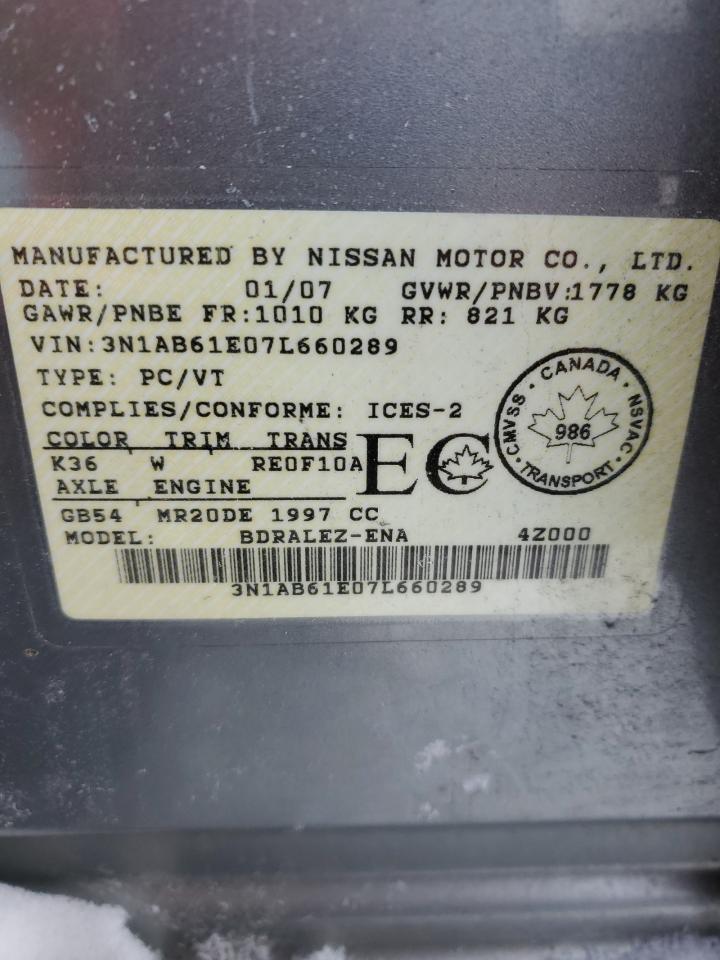 MANUFACTURED BY NISSAN MOTOR CO., LTD.
DATE: 01/07 GVWR/PNBV:1778 KG
GAWR/PNBE FR:1010 KG RR: 821 KG
VIN:3N1AB61E07L660289
TYPE: PC/VT
COMPLIES/CONFORME: ICES-2
COLOR TRIM TRANS
K36 W RE0F10A
AXLE ENGINE
GB54 MR20DE 1997 CC
MODEL: BDRALEZ-ENA 4Z000
3N1AB61E07L660289
EC
CANADA · NSVAC · TRANSPORT · CMVSS ·
986